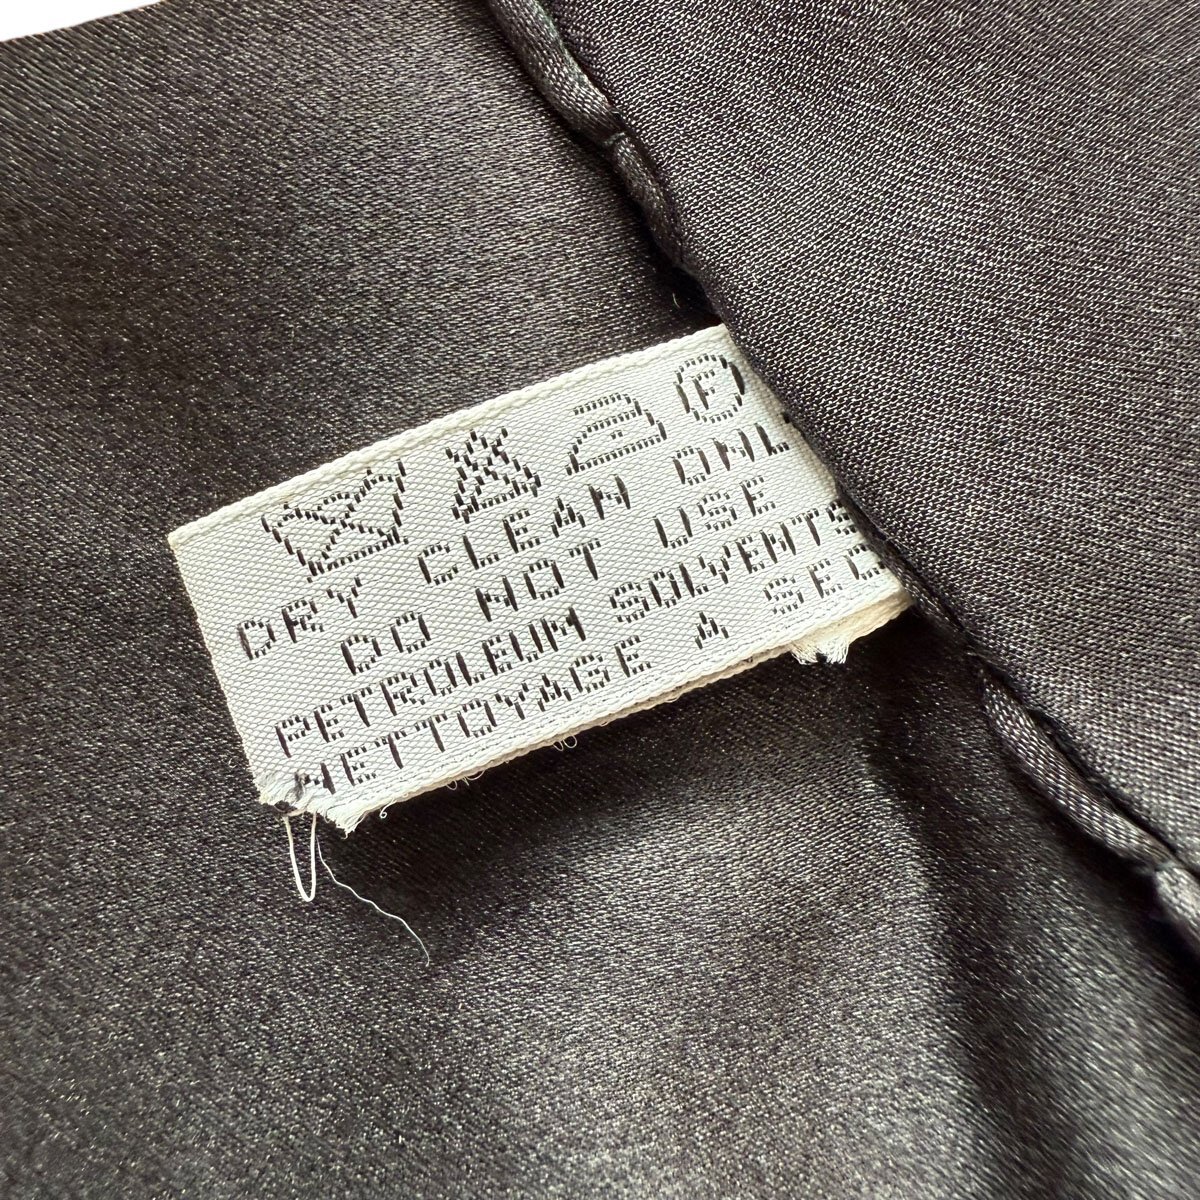 F
DRY CLEAN ONL
DO NOT USE
PETROLEUM SOLVENTS
NETTOYAGE A SEC